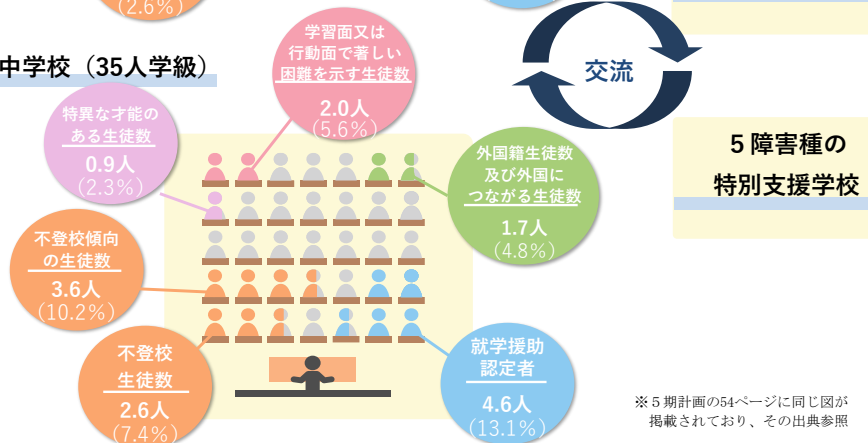 (2.6%)
中学校（35人学級）
学習面又は
行動面で著しい
困難を示す生徒数
2.0人
(5.6%)
特異な才能の
ある生徒数
0.9人
(2.3%)
外国籍生徒数
及び外国に
つながる生徒数
1.7人
(4.8%)
不登校傾向
の生徒数
3.6人
(10.2%)
不登校
生徒数
2.6人
(7.4%)
就学援助
認定者
4.6人
(13.1%)
交流
５障害種の
特別支援学校
※５期計画の54ページに同じ図が
掲載されており、その出典参照